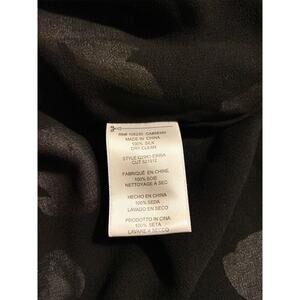 MADE IN CHINA
100% SILK
DRY CLEAN
FABRIQUÉ EN CHINE
100% SOIE
NETTOYAGE A SEC
HECHO EN CHINA
100% SEDA
LAVADO EN SECO
PRODOTTO IN CINA
100% SETA
LAVARE A SECCO